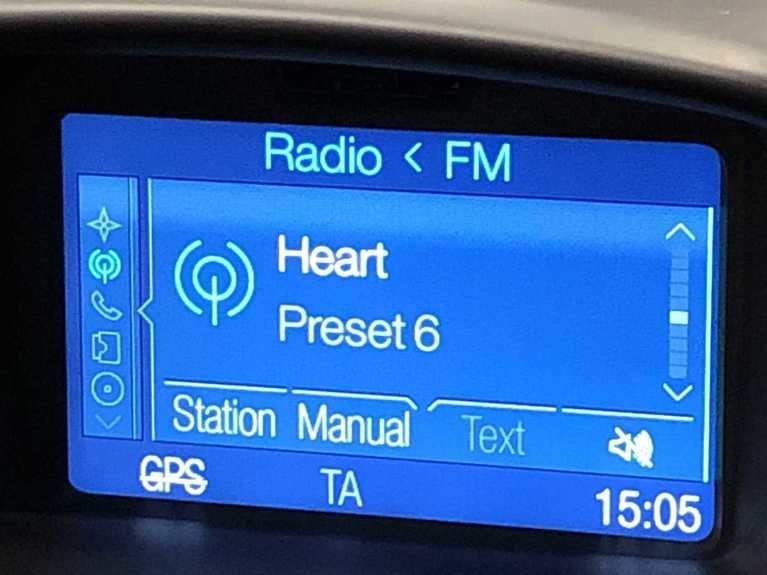 Radio < FM
Heart
Preset 6
Station Manual Text
GPS TA 15:05